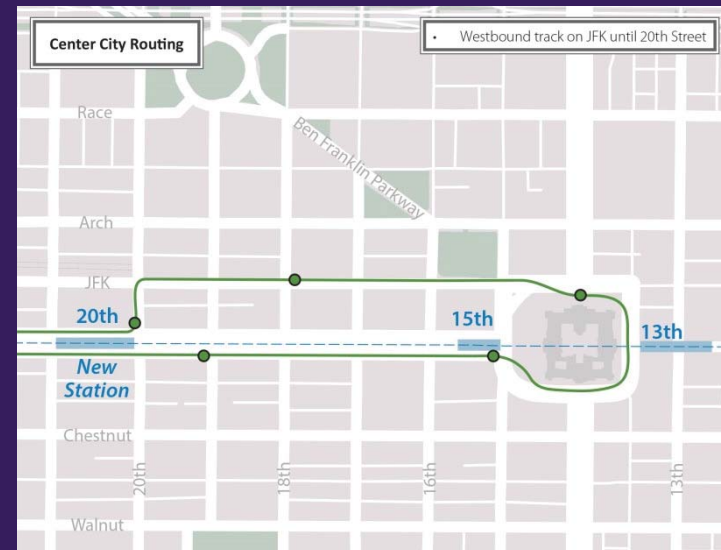 Center City Routing
• Westbound track on JFK until 20th Street
Race
Ben Franklin Parkway
Arch
JFK
20th
15th
13th
New
Station
Chestnut
20th
18th
16th
13th
Walnut